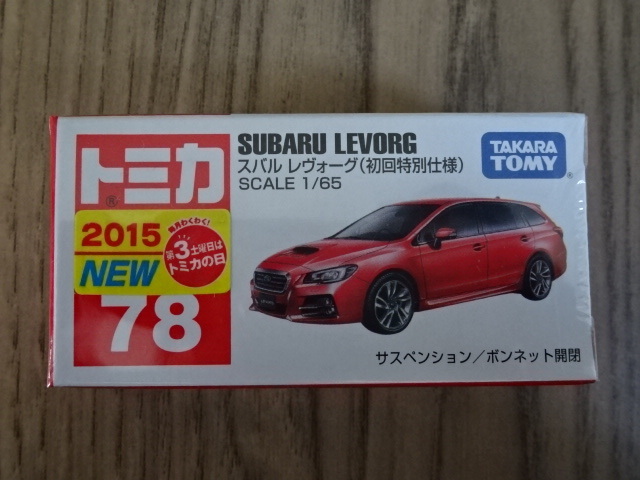 トミカ
®
2015
NEW
毎月わくわく!
第3土曜日は
トミカの日
78
SUBARU LEVORG
スバル レヴォーグ(初回特別仕様)
SCALE 1/65
TAKARA
TOMY
®
サスペンション/ボンネット開閉